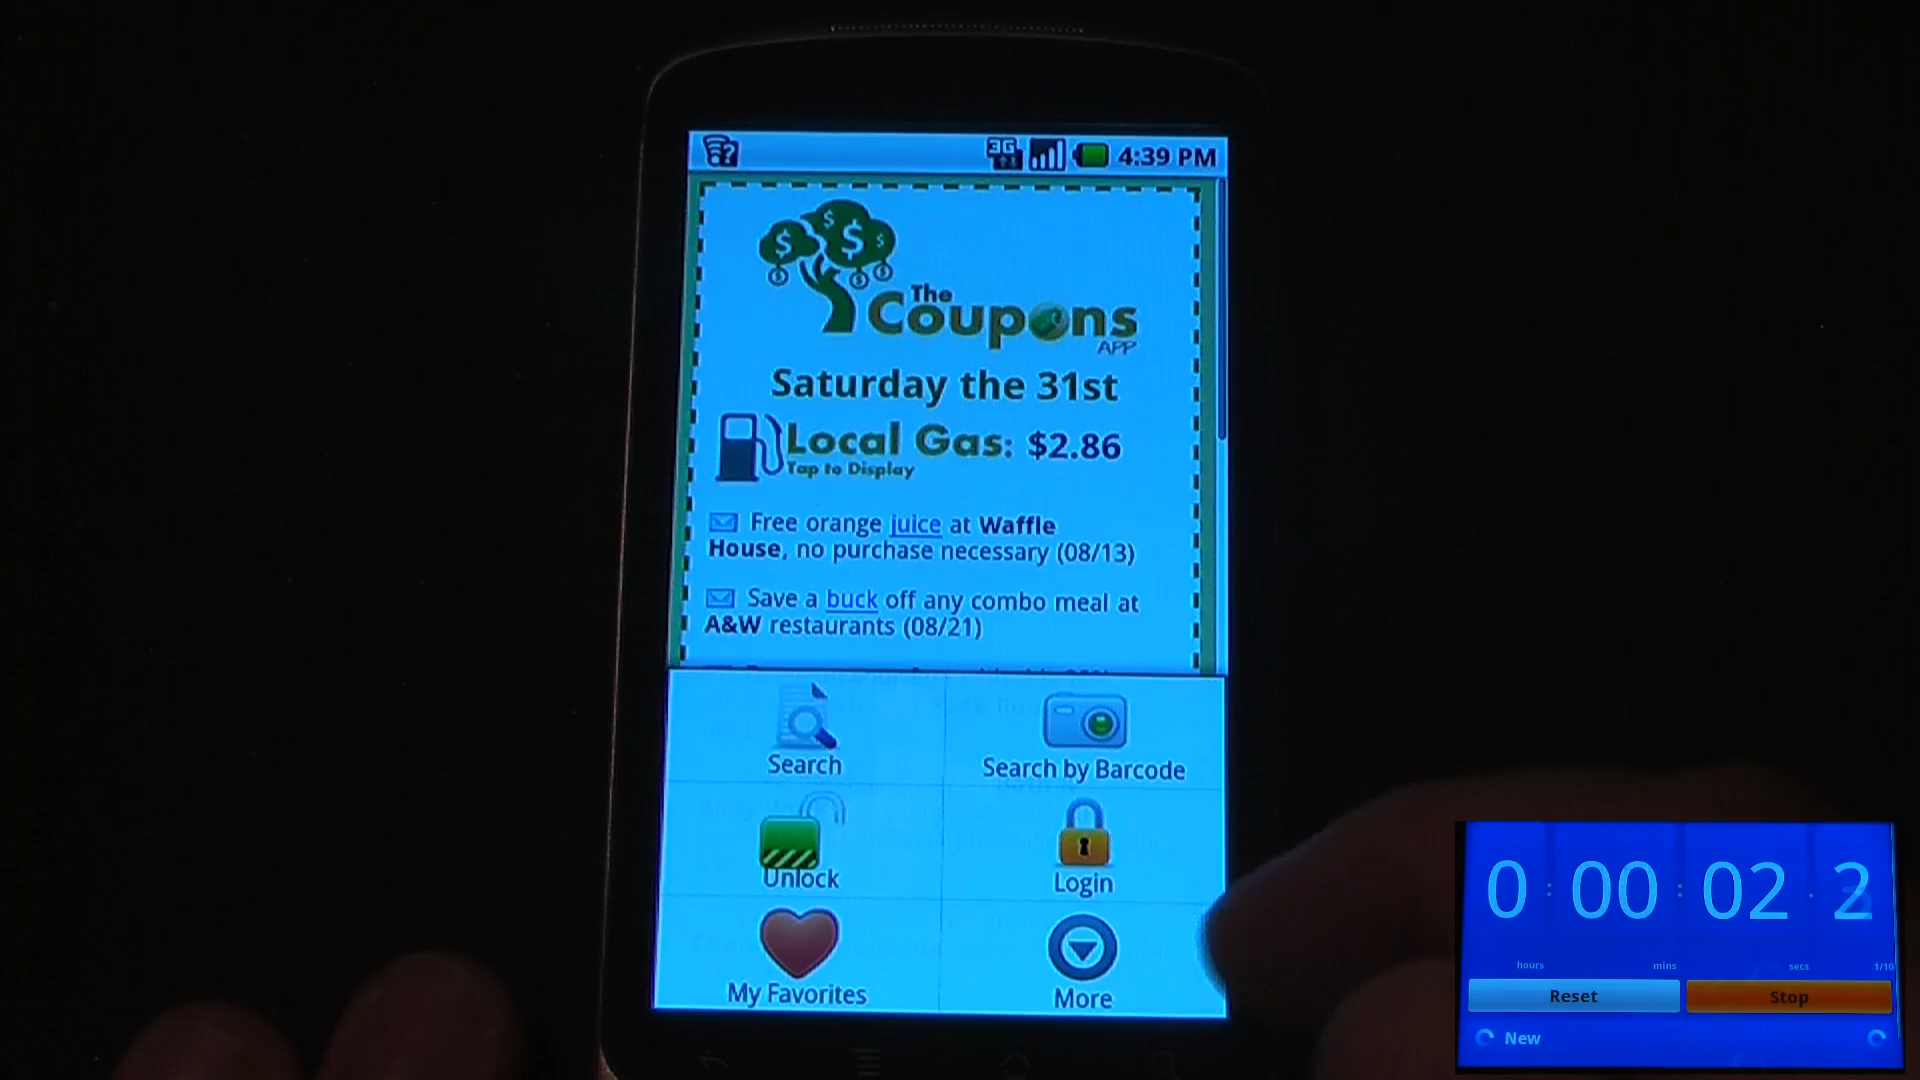 3G 4:39 PM
The
Coupons
APP
Saturday the 31st
Local Gas: $2.86
Tap to Display
Free orange juice at Waffle
House, no purchase necessary (08/13)
Save a buck off any combo meal at
A&W restaurants (08/21)
Search
Search by Barcode
Unlock
Login
My Favorites
More
0 : 00 : 02 . 2
hours mins secs 1/10
Reset
Stop
New